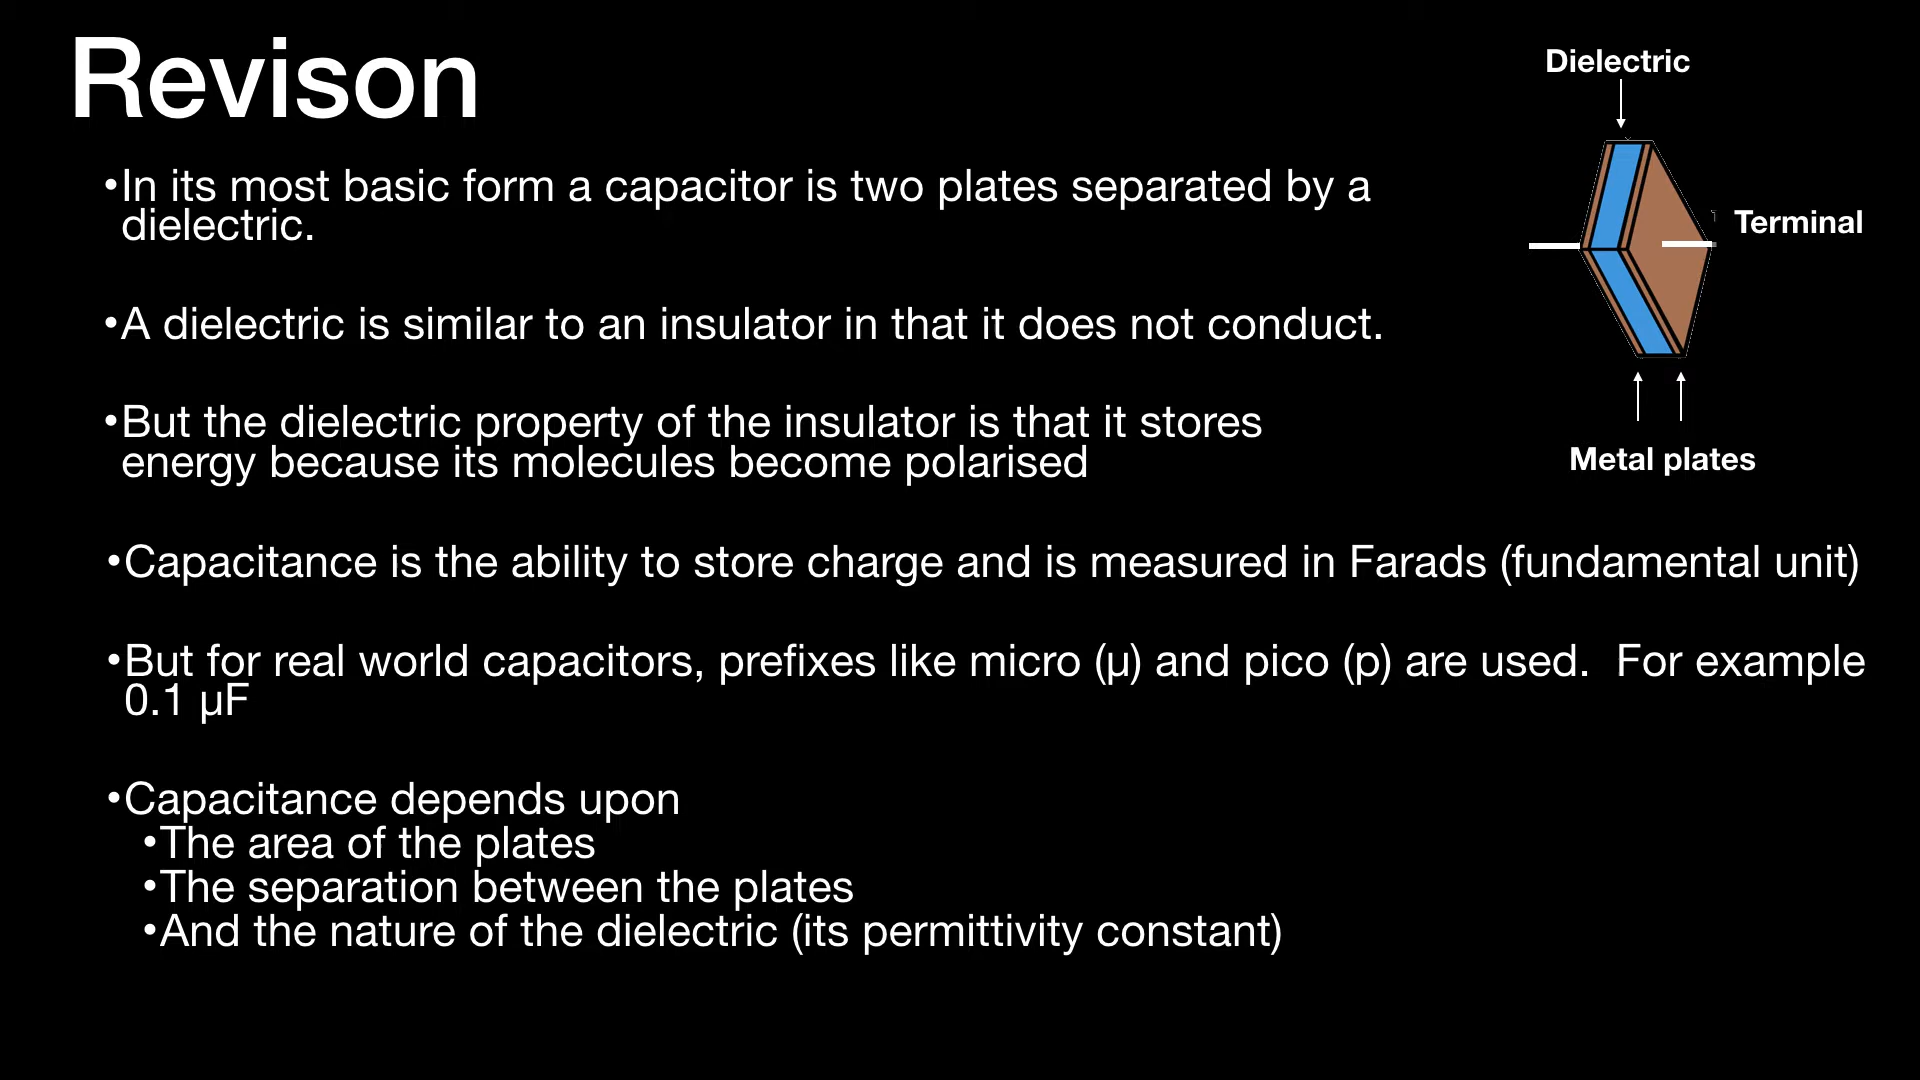 Revison
•In its most basic form a capacitor is two plates separated by a
dielectric.
•A dielectric is similar to an insulator in that it does not conduct.
•But the dielectric property of the insulator is that it stores
energy because its molecules become polarised
•Capacitance is the ability to store charge and is measured in Farads (fundamental unit)
•But for real world capacitors, prefixes like micro (µ) and pico (p) are used.  For example
0.1 µF
•Capacitance depends upon
•The area of the plates
•The separation between the plates
•And the nature of the dielectric (its permittivity constant)
Dielectric
Terminal
Metal plates